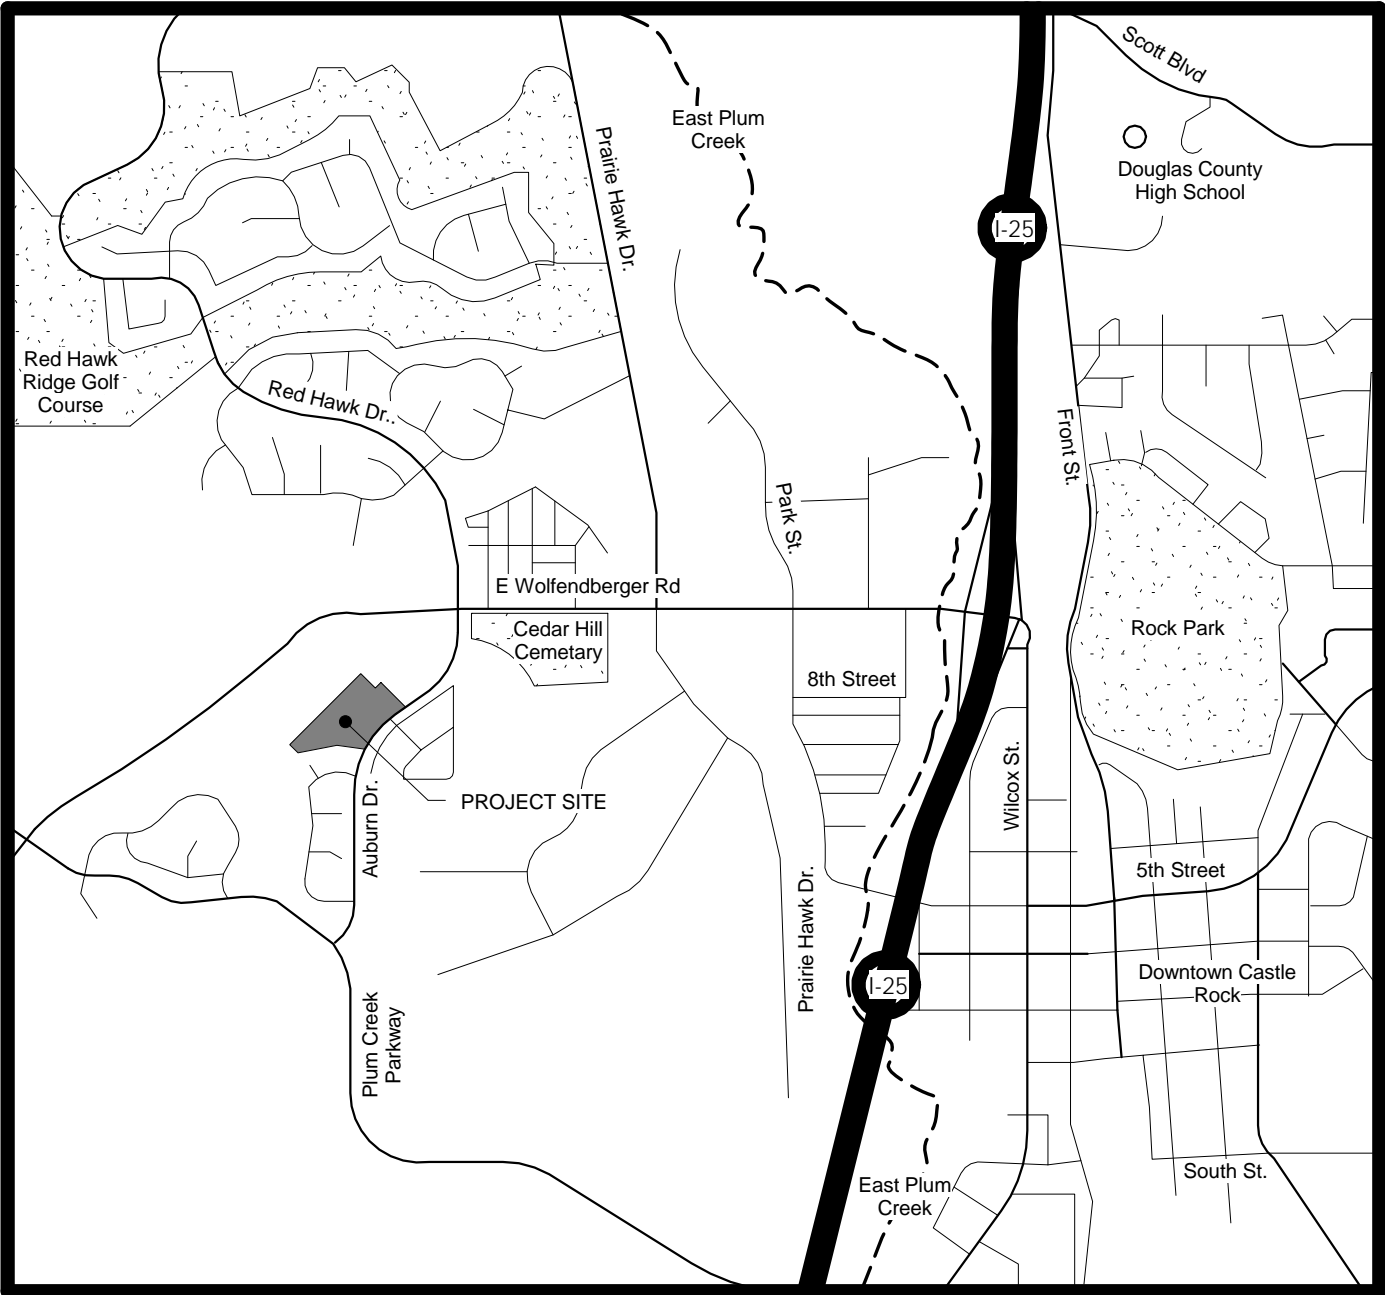 Scott Blvd
East Plum
Creek
Prairie Hawk Dr.
Douglas County
High School
I-25
Red Hawk
Ridge Golf
Course
Red Hawk Dr..
Front St.
Park St.
E Wolfendberger Rd
Cedar Hill
Cemetary
Rock Park
8th Street
Wilcox St.
PROJECT SITE
Auburn Dr.
5th Street
Prairie Hawk Dr.
Downtown Castle
Rock
I-25
Plum Creek
Parkway
South St.
East Plum
Creek